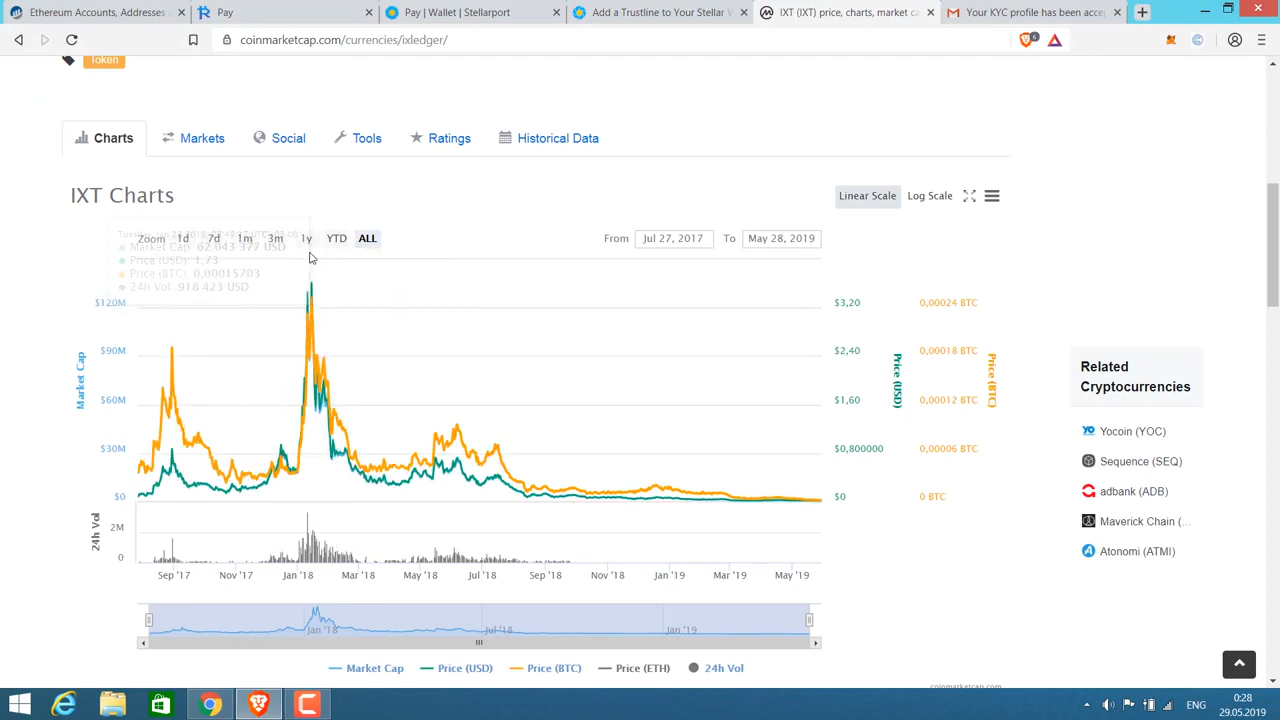 Ethereum Accounts, Addresses
Pay
Pay | Wallet | Stellarport
Add a Trustline to Your Stellar W
IXT (IXT) price, charts, market ca
Your KYC profile has been accep
coinmarketcap.com/currencies/ixledger/
6
Token
Charts
Markets
Social
Tools
Ratings
Historical Data
IXT Charts
Linear Scale
Log Scale
Zoom 1d 7d 1m 3m 1y YTD ALL
From Jul 27, 2017 To May 28, 2019
Market Cap: 62 043 377 USD
Price (USD): 1,73
Price (BTC): 0,00015703
24h Vol: 918 423 USD
$120M $3,20 0,00024 BTC
$90M $2,40 0,00018 BTC
$60M $1,60 0,00012 BTC
$30M $0,800000 0,00006 BTC
$0 $0 0 BTC
Market Cap
Price (USD)
Price (BTC)
24h Vol
2M
0
Sep '17 Nov '17 Jan '18 Mar '18 May '18 Jul '18 Sep '18 Nov '18 Jan '19 Mar '19 May '19
Jan '18 Jul '18 Jan '19
Market Cap Price (USD) Price (BTC) Price (ETH) 24h Vol
coinmarketcap.com
Related
Cryptocurrencies
Yocoin (YOC)
Sequence (SEQ)
adbank (ADB)
Maverick Chain (...
Atonomi (ATMI)
ENG
0:28
29.05.2019